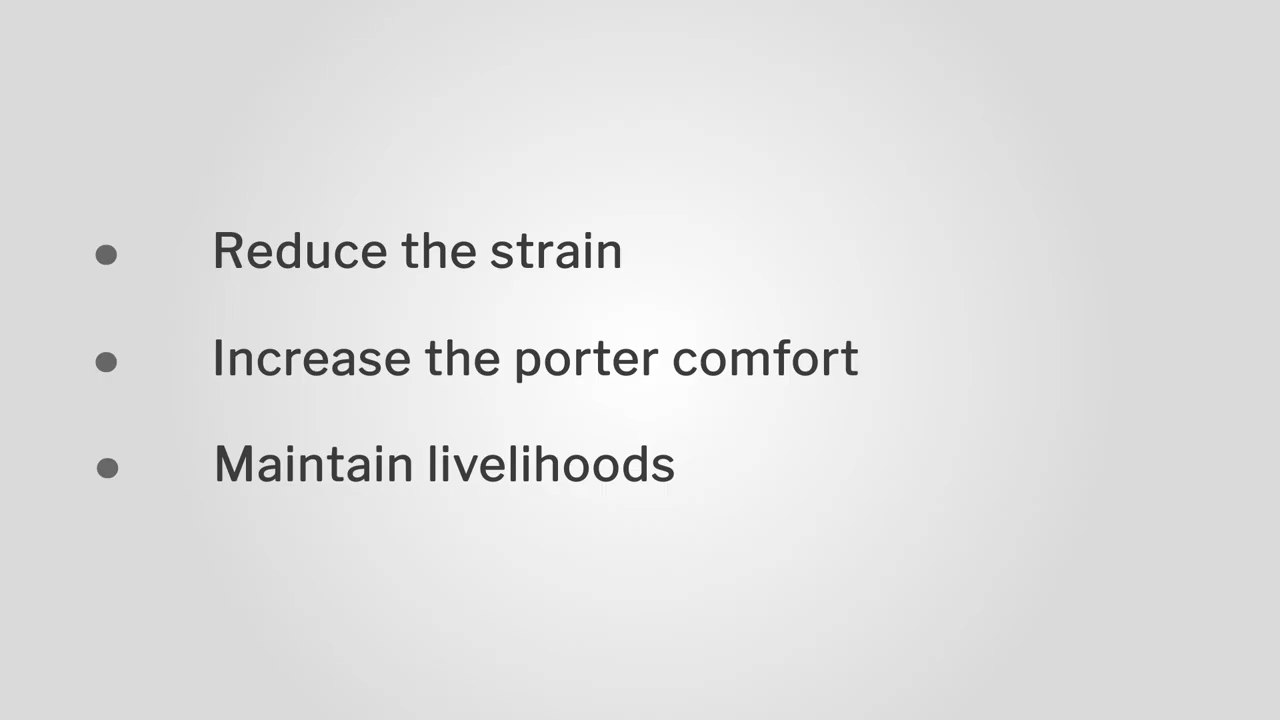 ● Reduce the strain
● Increase the porter comfort
● Maintain livelihoods